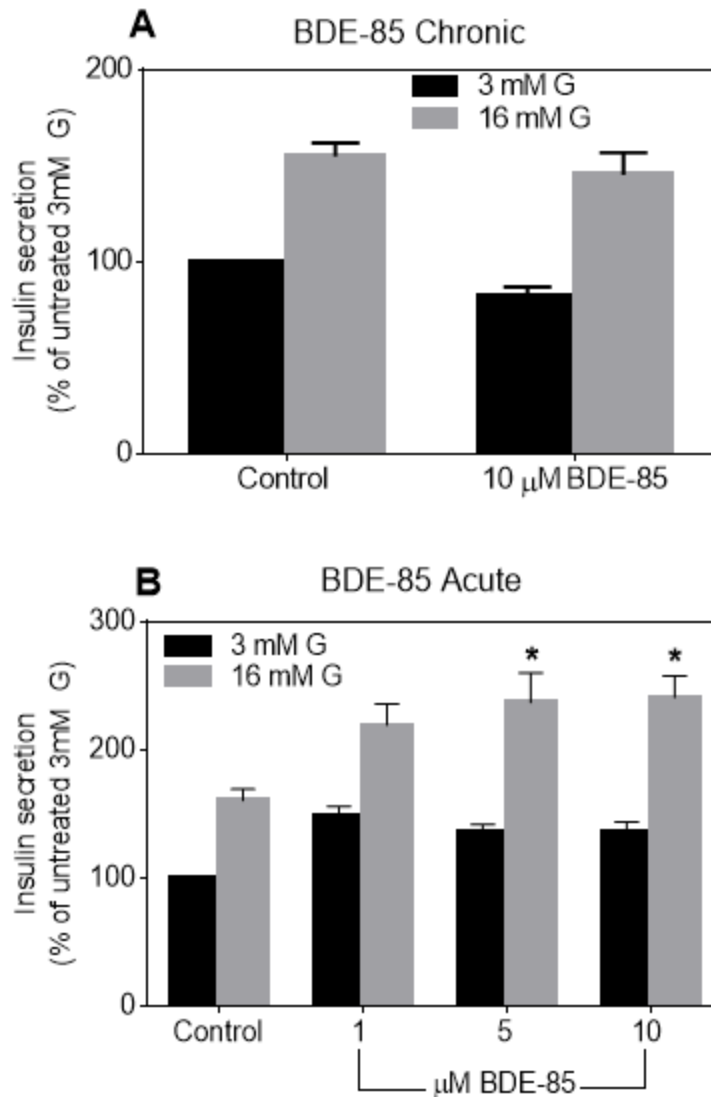 A
BDE-85 Chronic
200
100
0
Insulin secretion
(% of untreated 3mM G)
3 mM G
16 mM G
Control
10 μM BDE-85
B
BDE-85 Acute
300
200
100
0
Insulin secretion
(% of untreated 3mM G)
3 mM G
16 mM G
*
*
Control
1
5
10
μM BDE-85